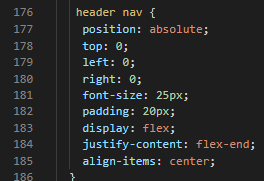 176 header nav {
177 position: absolute;
178 top: 0;
179 left: 0;
180 right: 0;
181 font-size: 25px;
182 padding: 20px;
183 display: flex;
184 justify-content: flex-end;
185 align-items: center;
186 }